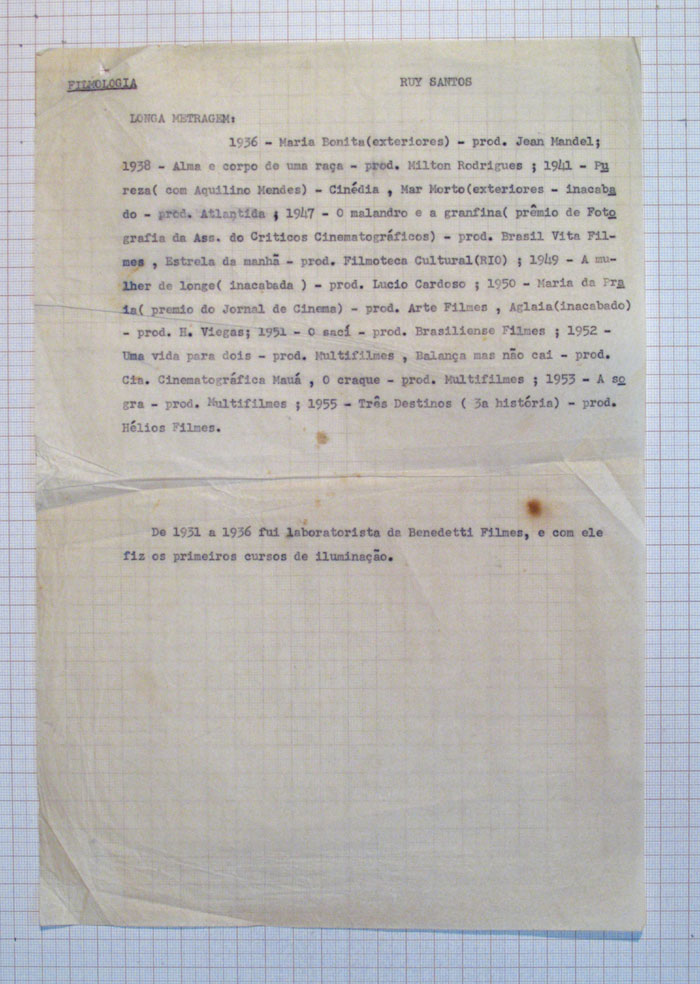 FILMOLOGIA RUY SANTOS
LONGA METRAGEM:
1936 - Maria Bonita(exteriores) - prod. Jean Mandel;
1938 - Alma e corpo de uma raça - prod. Milton Rodrigues ; 1941 - Pu
reza( com Aquilino Mendes) - Cinédia , Mar Morto(exteriores - inacaba
do - prod. Atlantida ; 1947 - O malandro e a granfina( prêmio de Foto
grafia da Ass. do Criticos Cinematográficos) - prod. Brasil Vita Fil-
mes , Estrela da manhã - prod. Filmoteca Cultural(RIO) ; 1949 - A mu-
lher de longe( inacabada ) - prod. Lucio Cardoso ; 1950 - Maria da Pra
ia( premio do Jornal de Cinema) - prod. Arte Filmes , Aglaia(inacabado)
- prod. H. Viegas; 1951 - O sací - prod. Brasiliense Filmes ; 1952 -
Uma vida para dois - prod. Multifilmes , Balança mas não cai - prod.
Cia. Cinematográfica Mauá , O craque - prod. Multifilmes ; 1953 - A so
gra - prod. Multifilmes ; 1955 - Três Destinos ( 3a história) - prod.
Hélios Filmes.
De 1931 a 1936 fui laboratorista da Benedetti Filmes, e com ele
fiz os primeiros cursos de iluminação.